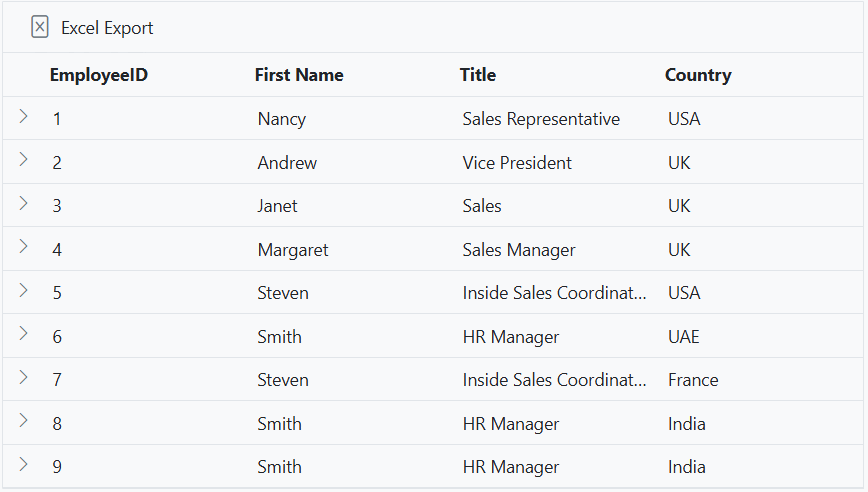 Excel Export
EmployeeID First Name Title Country
1 Nancy Sales Representative USA
2 Andrew Vice President UK
3 Janet Sales UK
4 Margaret Sales Manager UK
5 Steven Inside Sales Coordinat... USA
6 Smith HR Manager UAE
7 Steven Inside Sales Coordinat... France
8 Smith HR Manager India
9 Smith HR Manager India